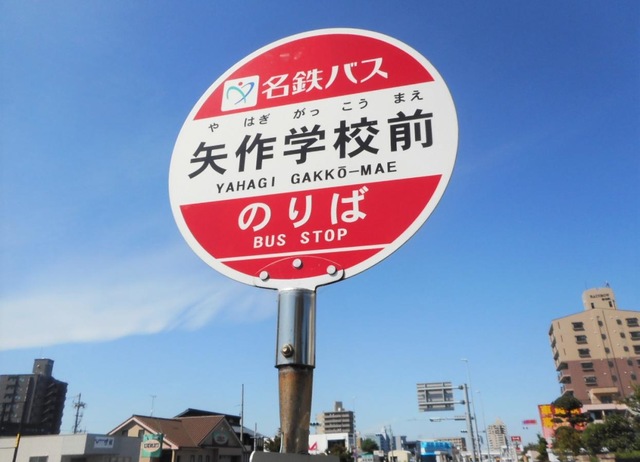 名鉄バス
や はぎ がっ こう まえ
矢作学校前
YAHAGI GAKKŌ-MAE
のりば
BUS STOP